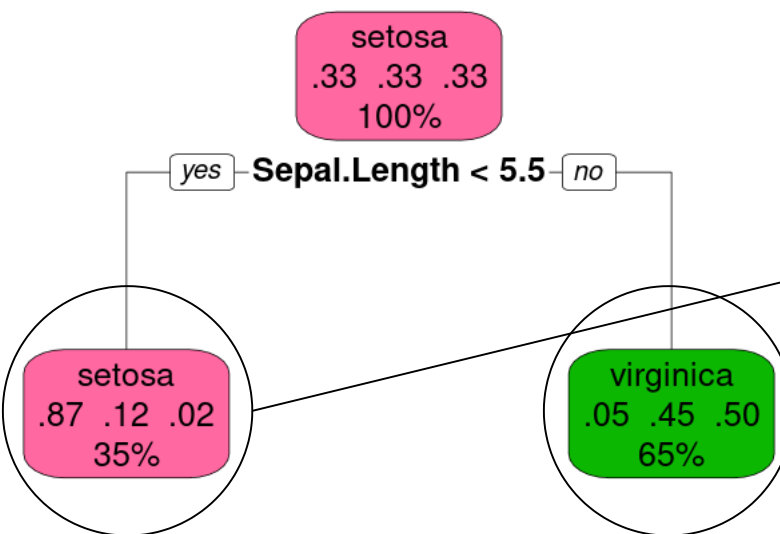 setosa
.33 .33 .33
100%
yes Sepal.Length < 5.5 no
setosa
.87 .12 .02
35%
virginica
.05 .45 .50
65%